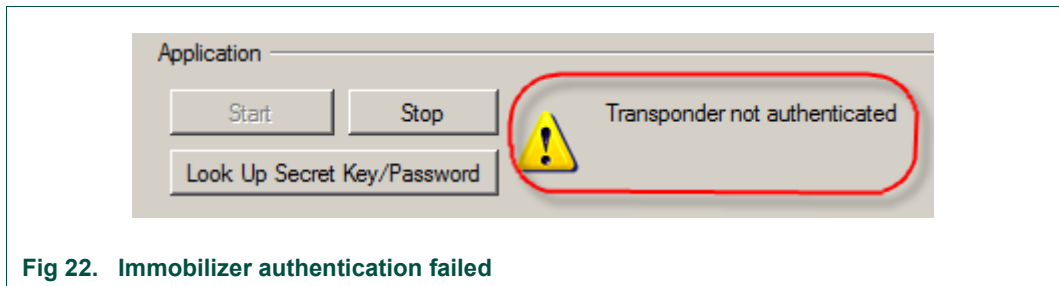 Application
Start
Stop
Transponder not authenticated
Look Up Secret Key/Password
Fig 22. Immobilizer authentication failed